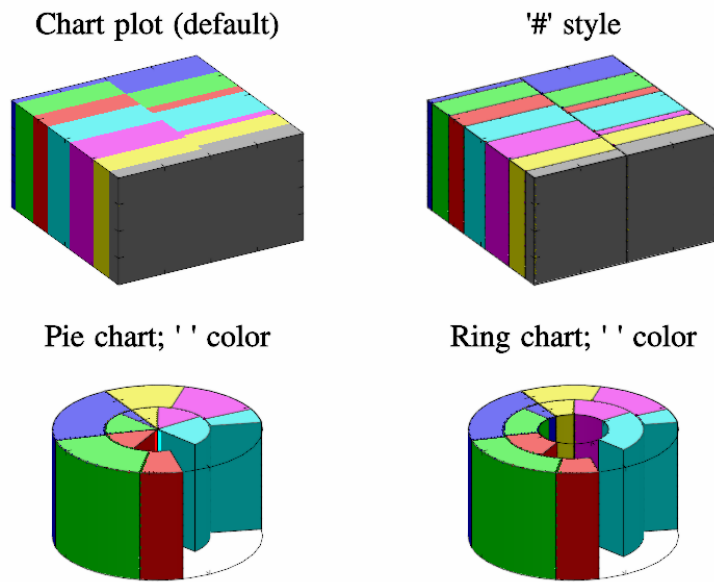 Chart plot (default)
'#' style
Pie chart; ' ' color
Ring chart; ' ' color